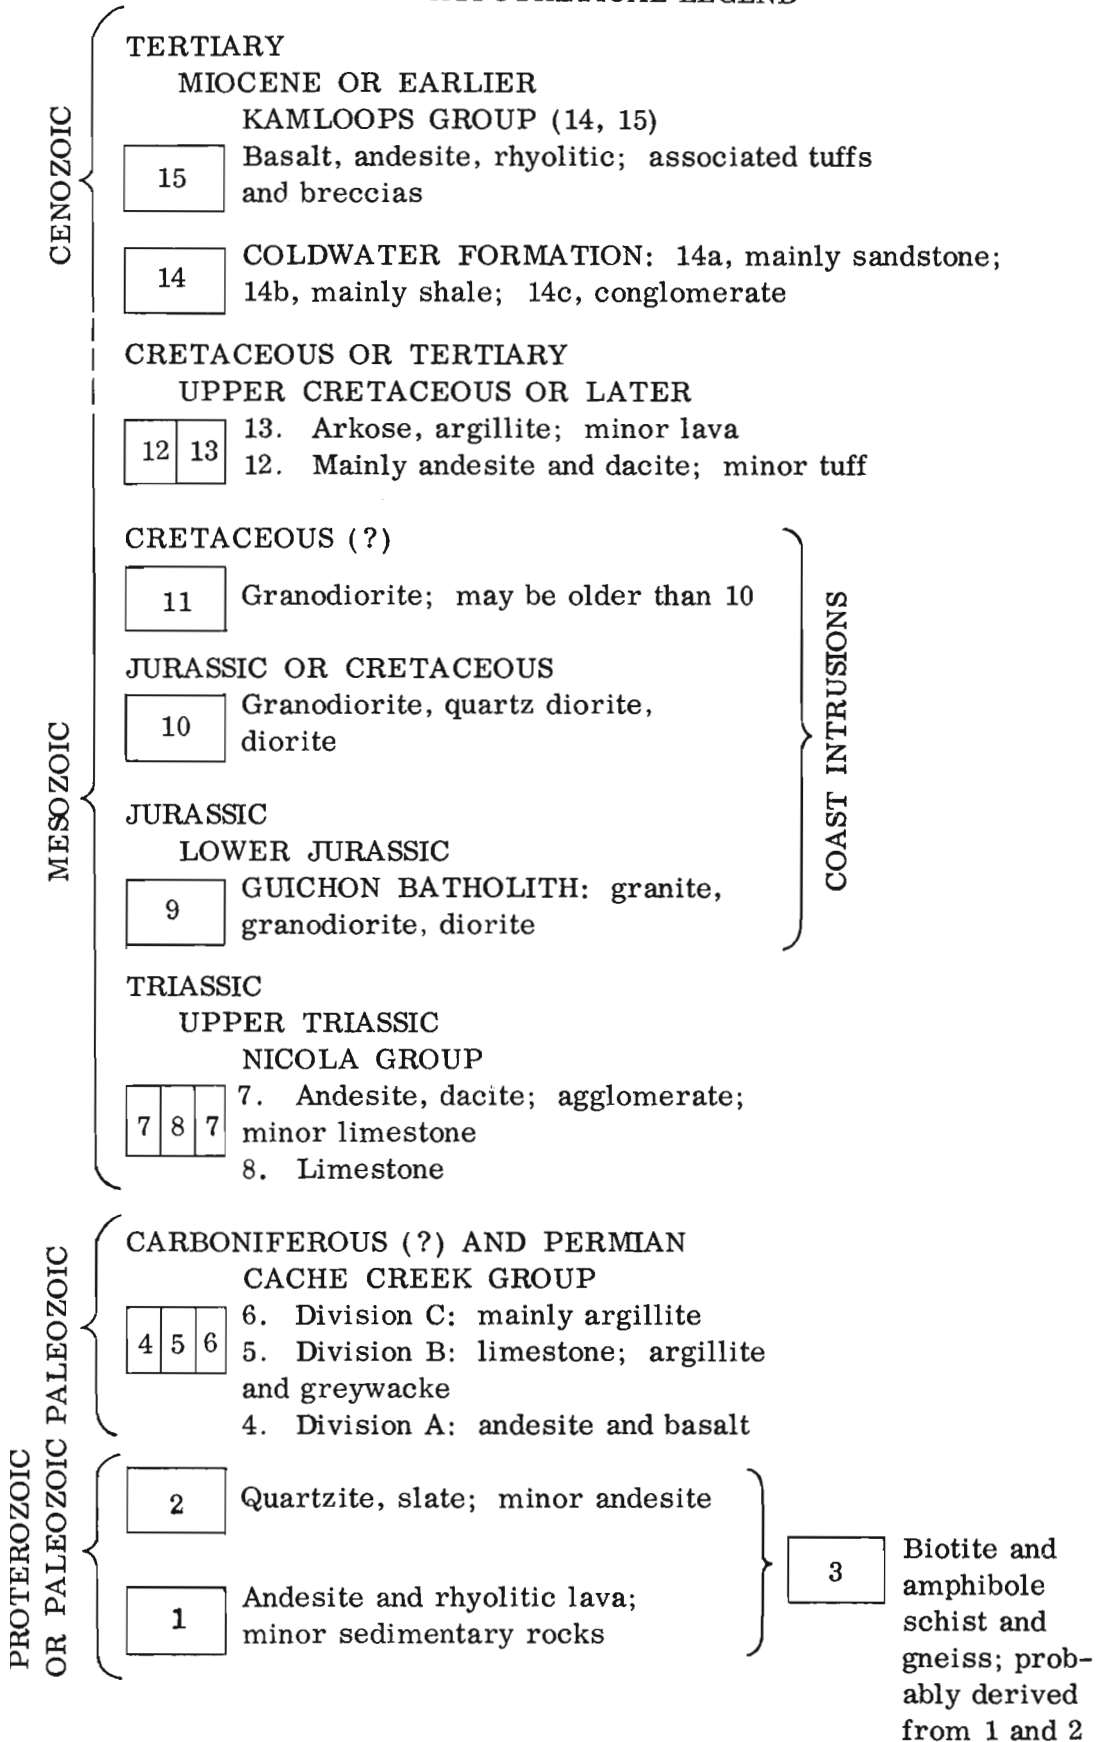 TERTIARY
MIOCENE OR EARLIER
KAMLOOPS GROUP (14, 15)
15
Basalt, andesite, rhyolitic; associated tuffs
and breccias
14
COLDWATER FORMATION: 14a, mainly sandstone;
14b, mainly shale; 14c, conglomerate
CENOZOIC
CRETACEOUS OR TERTIARY
UPPER CRETACEOUS OR LATER
12 13
13. Arkose, argillite; minor lava
12. Mainly andesite and dacite; minor tuff
CRETACEOUS (?)
11
Granodiorite; may be older than 10
JURASSIC OR CRETACEOUS
10
Granodiorite, quartz diorite,
diorite
JURASSIC
LOWER JURASSIC
9
GUICHON BATHOLITH: granite,
granodiorite, diorite
COAST INTRUSIONS
MESOZOIC
TRIASSIC
UPPER TRIASSIC
NICOLA GROUP
7 8 7
7. Andesite, dacite; agglomerate;
minor limestone
8. Limestone
CARBONIFEROUS (?) AND PERMIAN
CACHE CREEK GROUP
4 5 6
6. Division C: mainly argillite
5. Division B: limestone; argillite
and greywacke
4. Division A: andesite and basalt
PALEOZOIC
2
Quartzite, slate; minor andesite
1
Andesite and rhyolitic lava;
minor sedimentary rocks
PROTEROZOIC
OR PALEOZOIC
3
Biotite and
amphibole
schist and
gneiss; prob-
ably derived
from 1 and 2